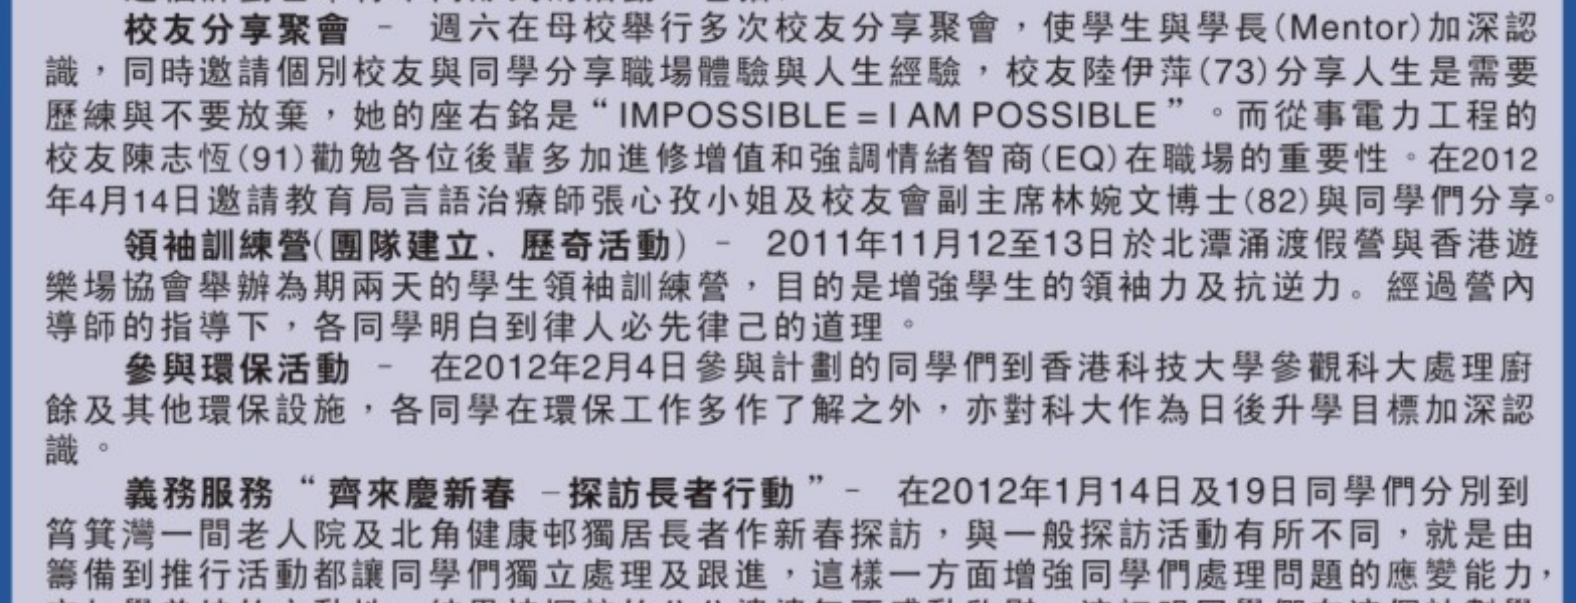 校友分享聚會 － 週六在母校舉行多次校友分享聚會，使學生與學長(Mentor)加深認
識，同時邀請個別校友與同學分享職場體驗與人生經驗，校友陸伊萍(73)分享人生是需要
歷練與不要放棄，她的座右銘是“IMPOSSIBLE = I AM POSSIBLE”。而從事電力工程的
校友陳志恆(91)勸勉各位後輩多加進修增值和強調情緒智商(EQ)在職場的重要性。在2012
年4月14日邀請教育局言語治療師張心孜小姐及校友會副主席林婉文博士(82)與同學們分享。
領袖訓練營(團隊建立、歷奇活動) － 2011年11月12至13日於北潭涌渡假營與香港遊
樂場協會舉辦為期兩天的學生領袖訓練營，目的是增強學生的領袖力及抗逆力。經過營內
導師的指導下，各同學明白到律人必先律己的道理。
參與環保活動 － 在2012年2月4日參與計劃的同學們到香港科技大學參觀科大處理廚
餘及其他環保設施，各同學在環保工作多作了解之外，亦對科大作為日後升學目標加深認
識。
義務服務“齊來慶新春 －探訪長者行動”－ 在2012年1月14日及19日同學們分別到
筲箕灣一間老人院及北角健康邨獨居長者作新春探訪，與一般探訪活動有所不同，就是由
籌備到推行活動都讓同學們獨立處理及跟進，這樣一方面增強同學們處理問題的應變能力，